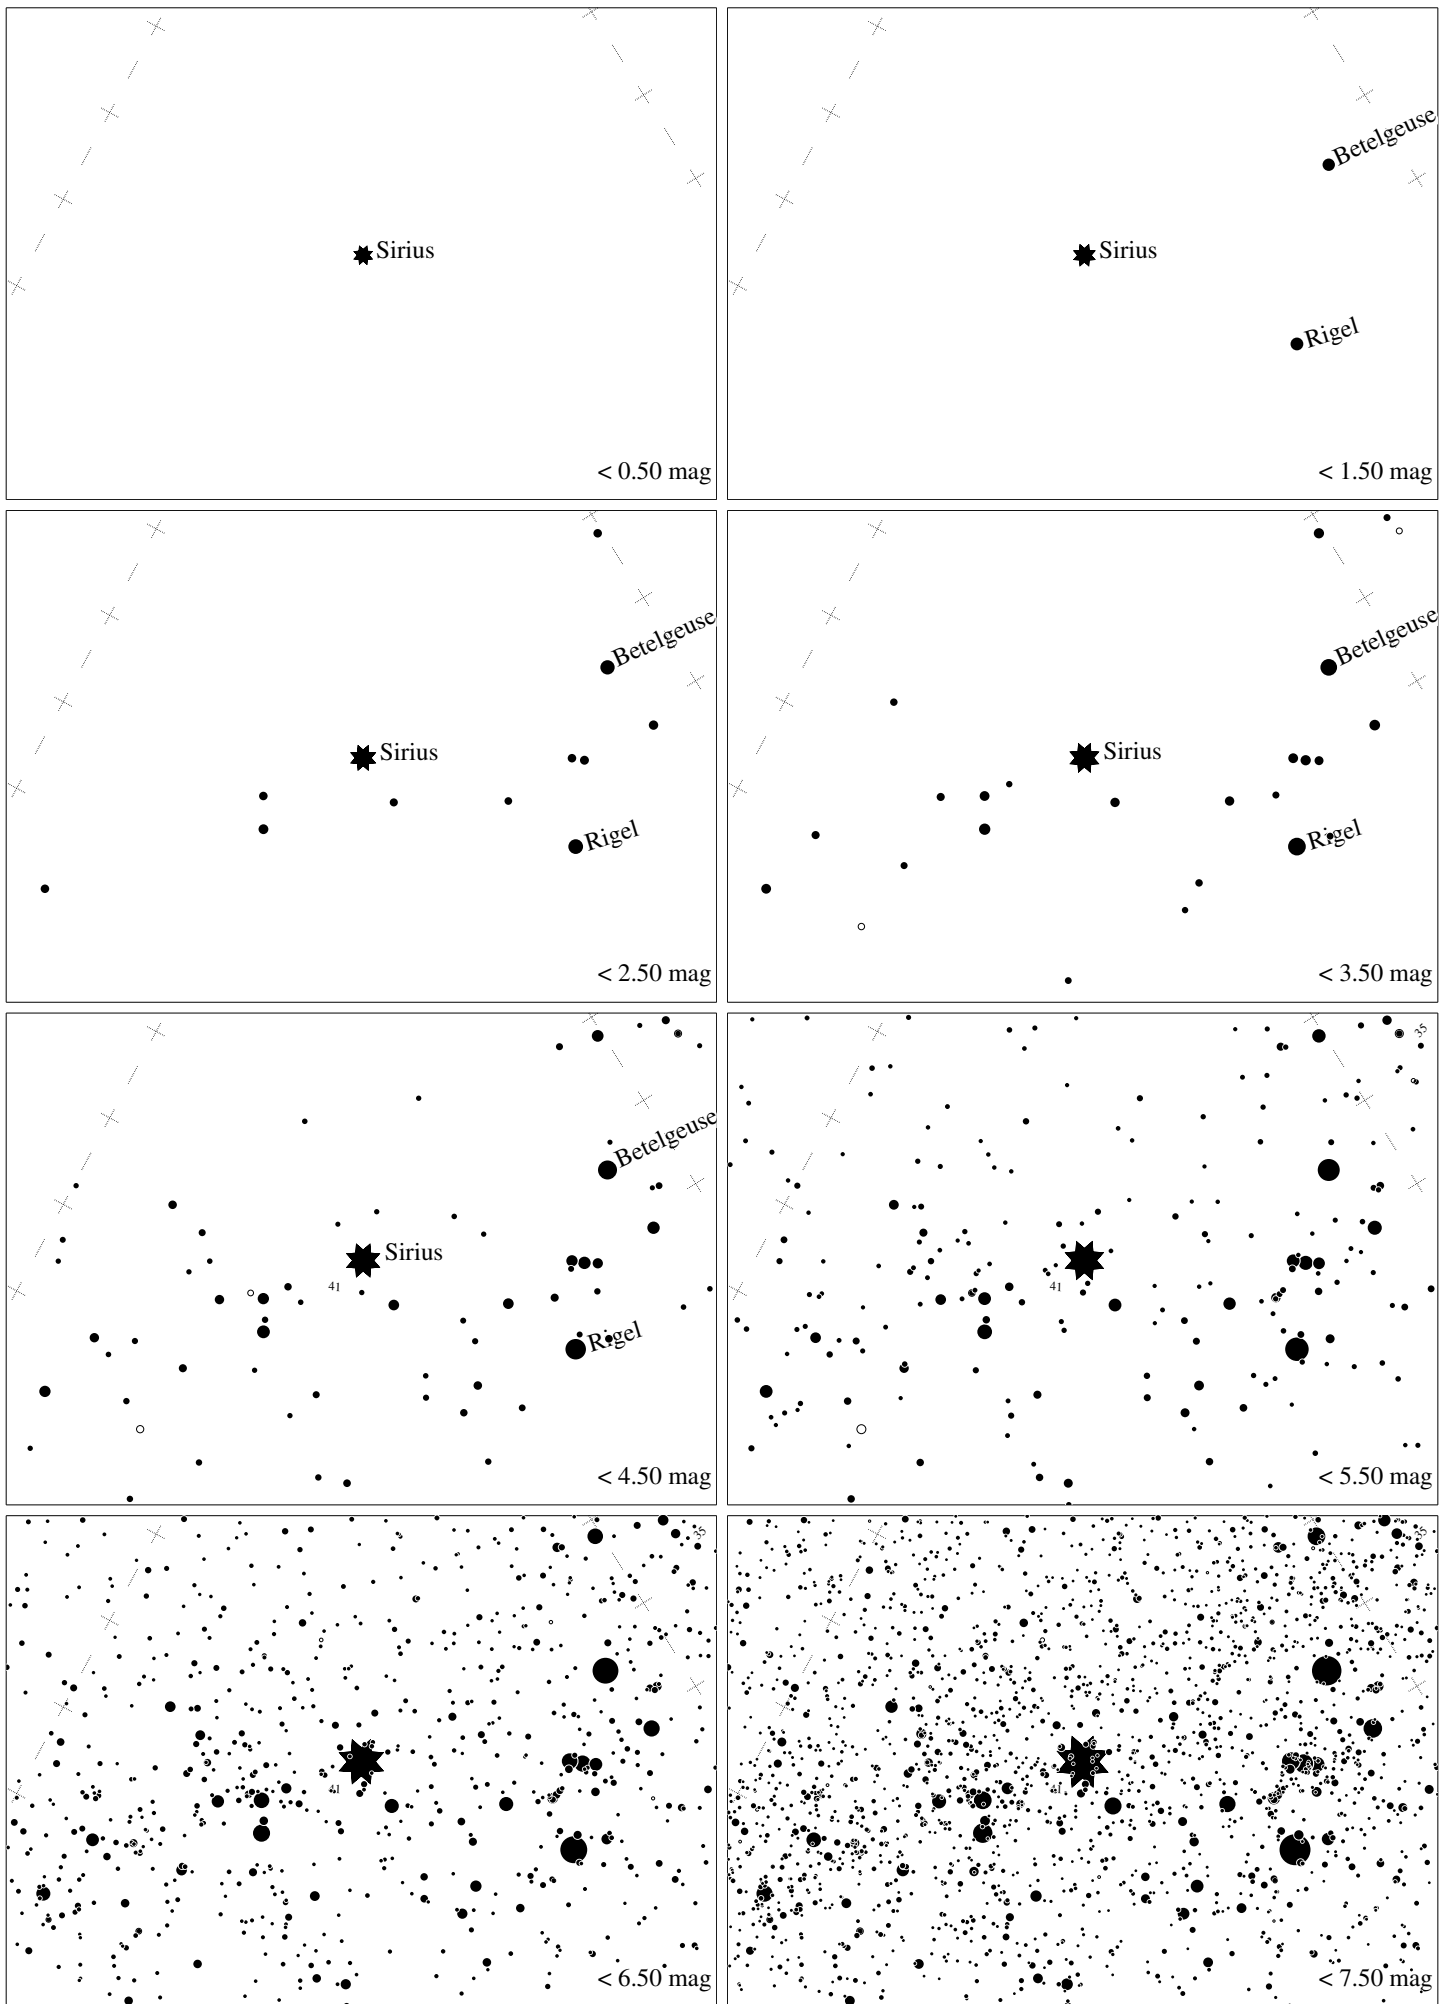 Sirius
< 0.50 mag
Betelgeuse
Sirius
Rigel
< 1.50 mag
Betelgeuse
Sirius
Rigel
< 2.50 mag
Betelgeuse
Sirius
Rigel
< 3.50 mag
Betelgeuse
Sirius
41
Rigel
< 4.50 mag
35
41
< 5.50 mag
35
41
< 6.50 mag
35
41
< 7.50 mag